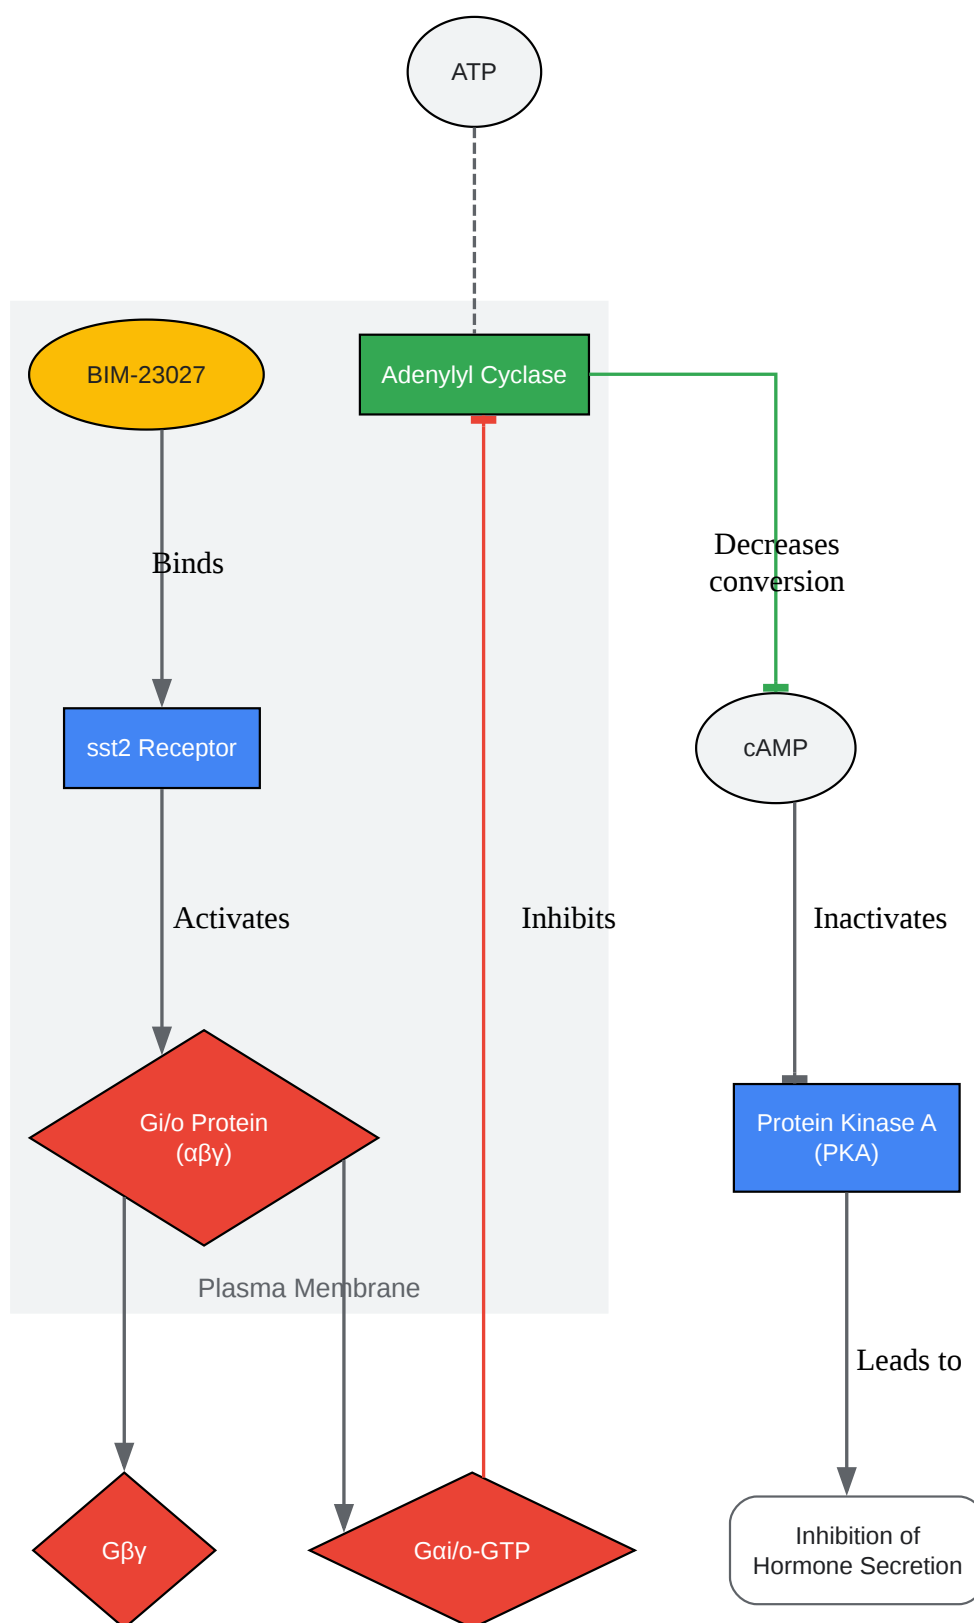 ATP
BIM-23027
Adenylyl Cyclase
Binds
Decreases
conversion
sst2 Receptor
cAMP
Activates
Inhibits
Inactivates
Gi/o Protein
(αβγ)
Protein Kinase A
(PKA)
Plasma Membrane
Leads to
Gβγ
Gαi/o-GTP
Inhibition of
Hormone Secretion